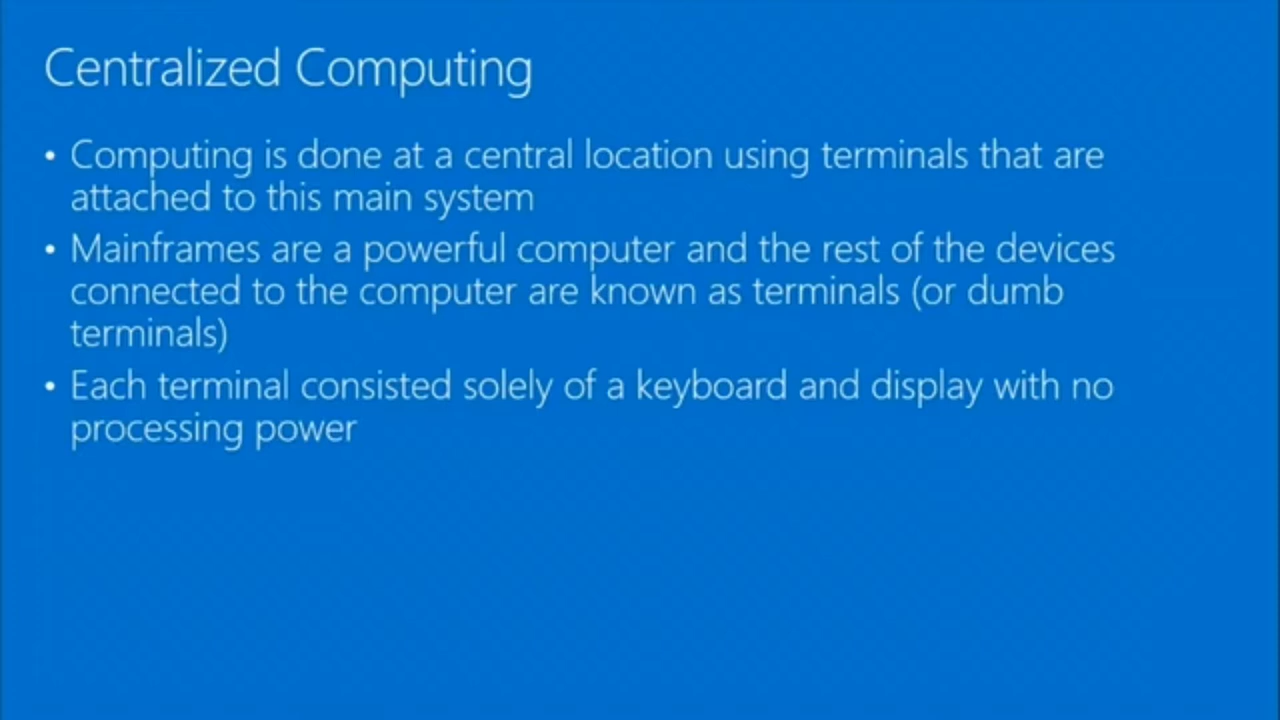 Centralized Computing
• Computing is done at a central location using terminals that are
attached to this main system
• Mainframes are a powerful computer and the rest of the devices
connected to the computer are known as terminals (or dumb
terminals)
• Each terminal consisted solely of a keyboard and display with no
processing power